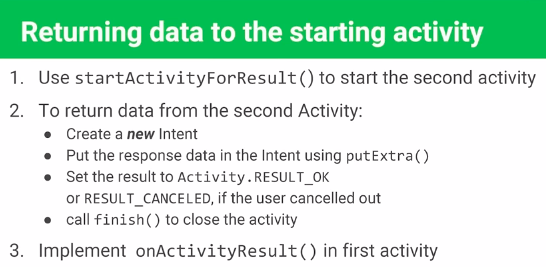 Returning data to the starting activity
1. Use startActivityForResult() to start the second activity
2. To return data from the second Activity:
● Create a new Intent
● Put the response data in the Intent using putExtra()
● Set the result to Activity.RESULT_OK
or RESULT_CANCELED, if the user cancelled out
● call finish() to close the activity
3. Implement onActivityResult() in first activity